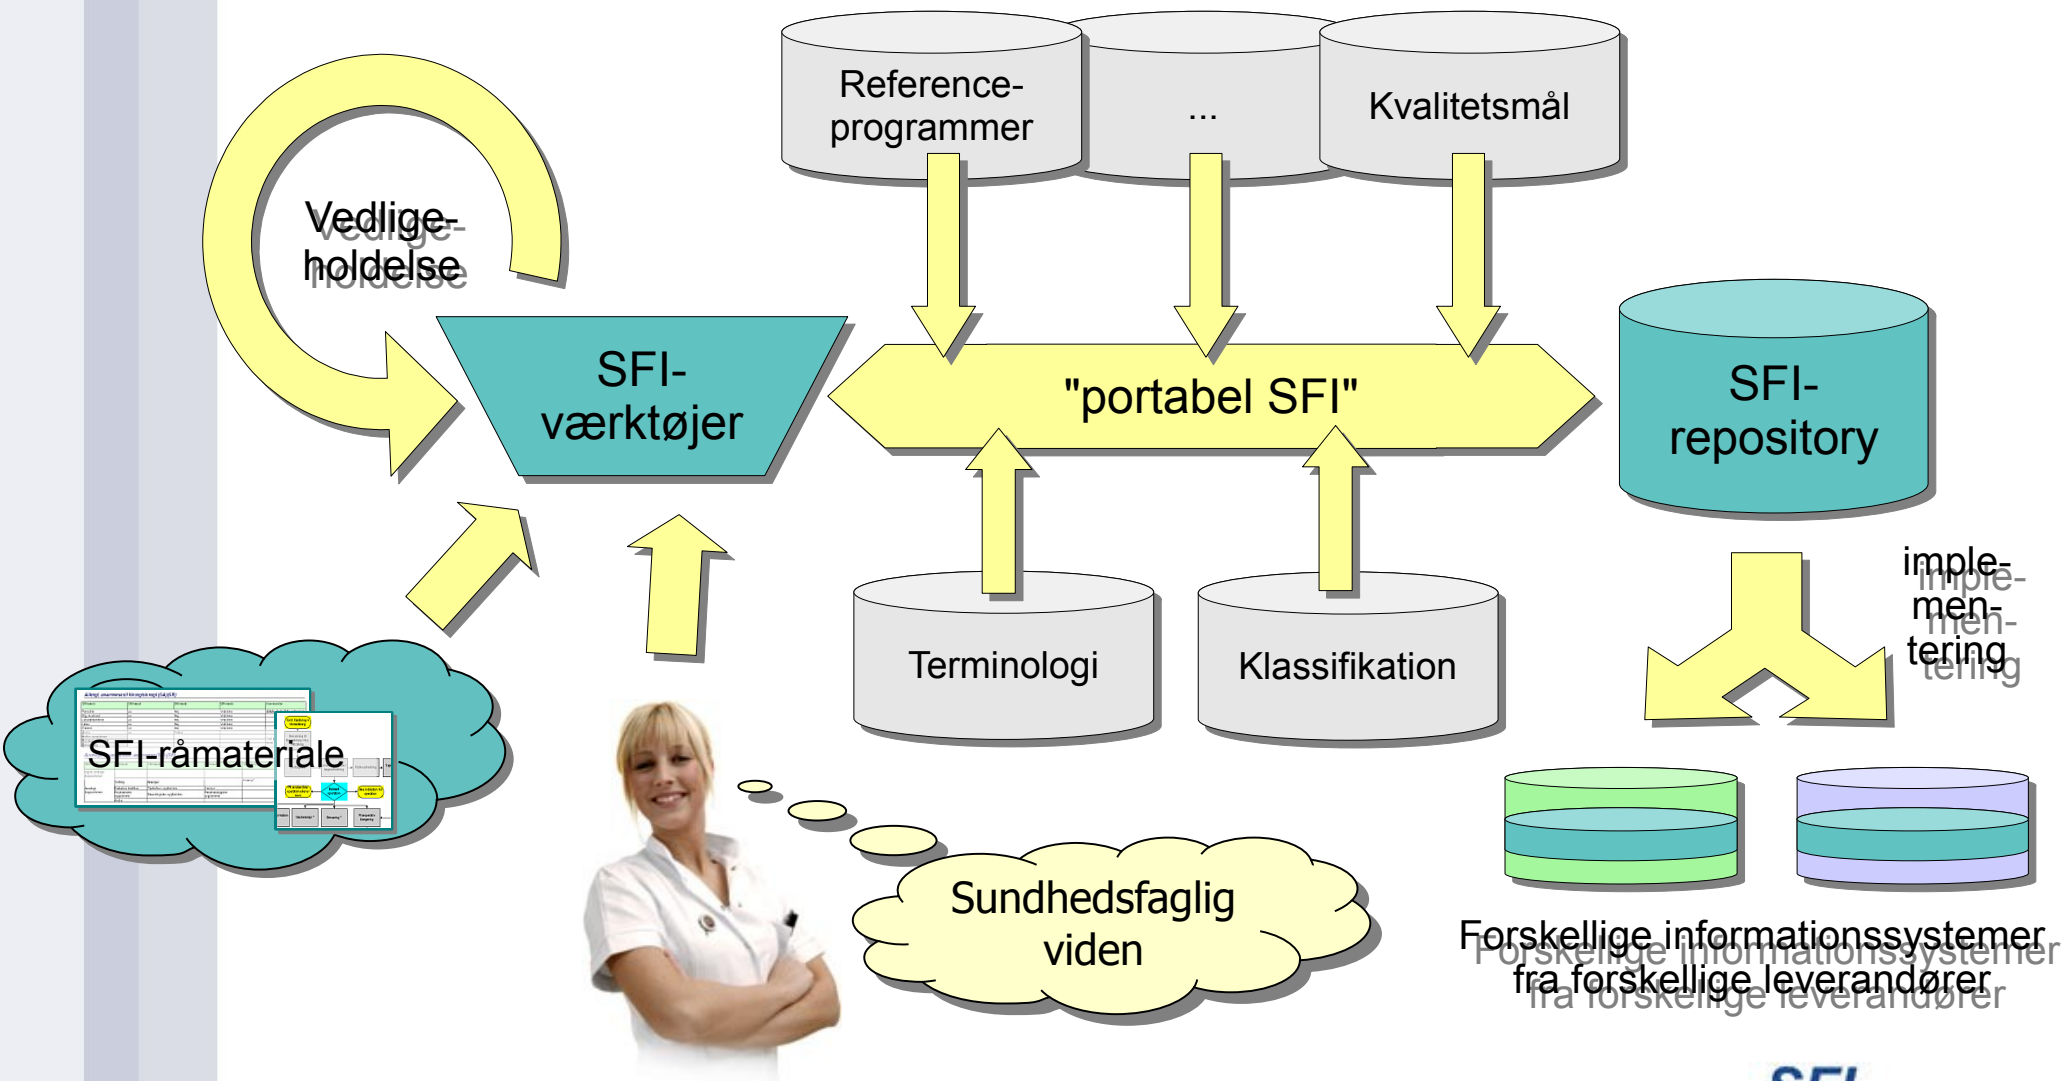 Reference-
programmer
...
Kvalitetsmål
Vedlige-
holdelse
SFI-
værktøjer
"portabel SFI"
SFI-
repository
imple-
men-
tering
Terminologi
Klassifikation
SFI-råmateriale
Sundhedsfaglig
viden
Forskellige informationssystemer
fra forskellige leverandører
SFI